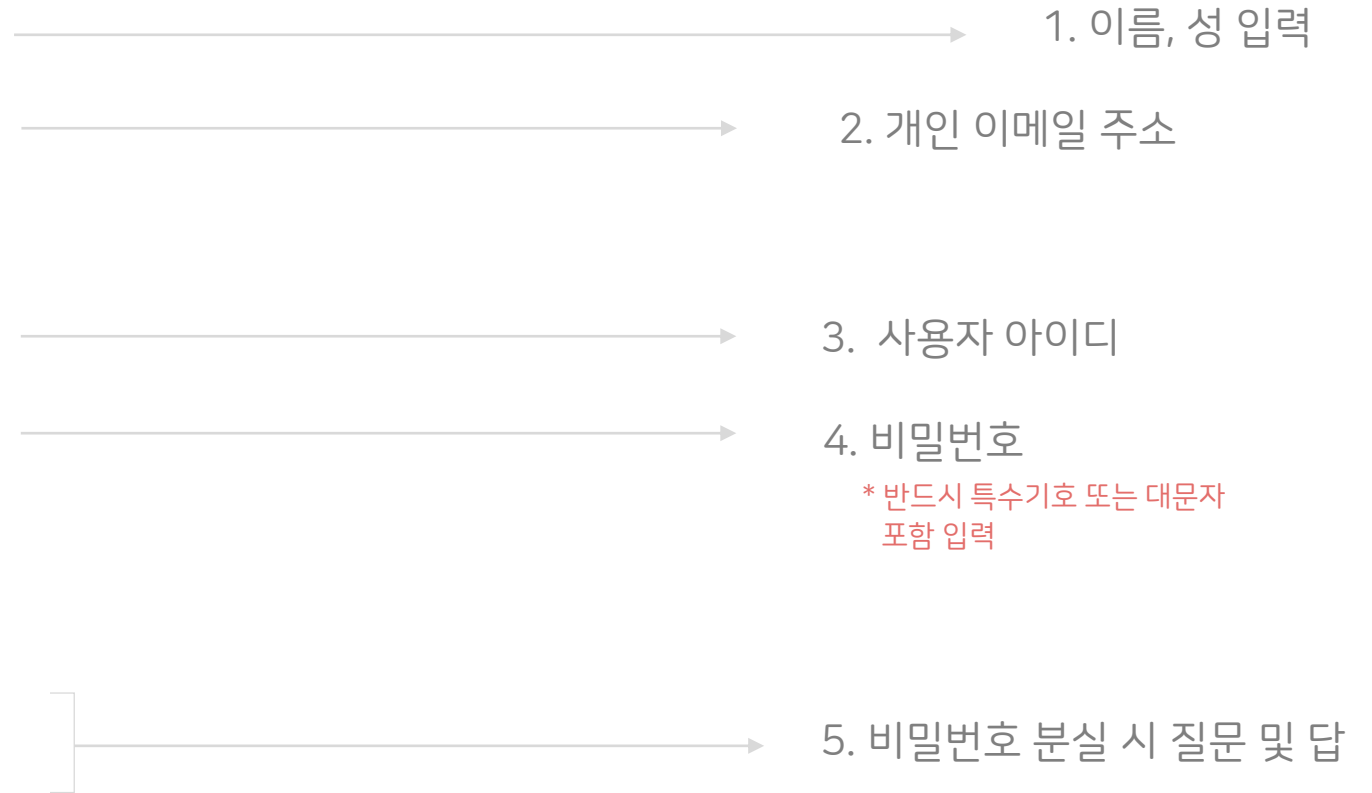 1. 이름, 성 입력
2. 개인 이메일 주소
3. 사용자 아이디
4. 비밀번호
* 반드시 특수기호 또는 대문자
포함 입력
5. 비밀번호 분실 시 질문 및 답